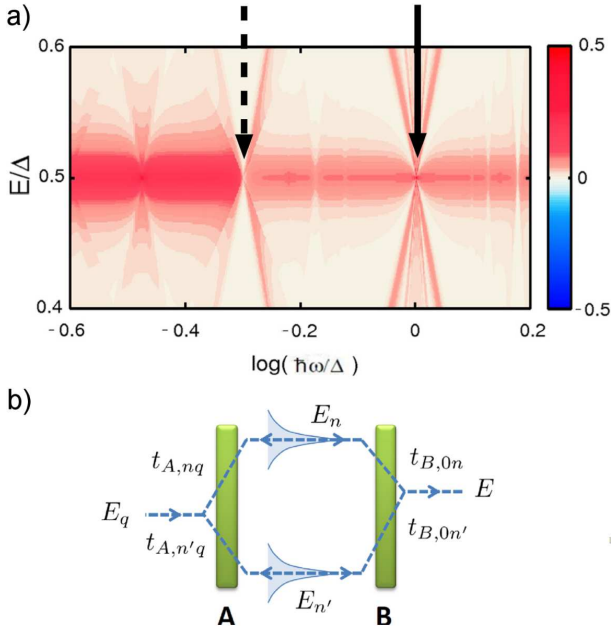 a)
0.6
0.5
0.4
E/Δ
-0.6
-0.4
-0.2
0
0.2
log( ħω/Δ )
0.5
0
-0.5
b)
E_n
t_{A,nq}
t_{B,0n}
E_q
E
t_{A,n'q}
t_{B,0n'}
E_{n'}
A
B